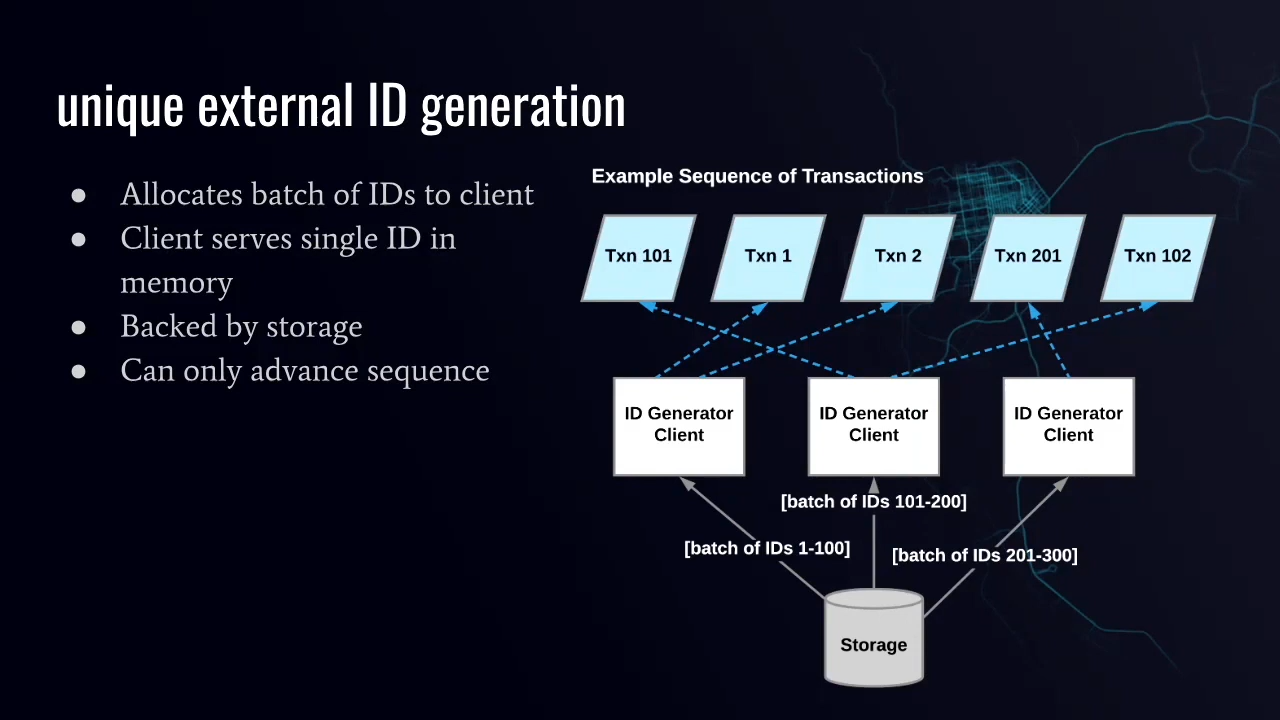 unique external ID generation
● Allocates batch of IDs to client
● Client serves single ID in
memory
● Backed by storage
● Can only advance sequence
Example Sequence of Transactions
Txn 101
Txn 1
Txn 2
Txn 201
Txn 102
ID Generator
Client
ID Generator
Client
ID Generator
Client
[batch of IDs 101-200]
[batch of IDs 1-100]
[batch of IDs 201-300]
Storage